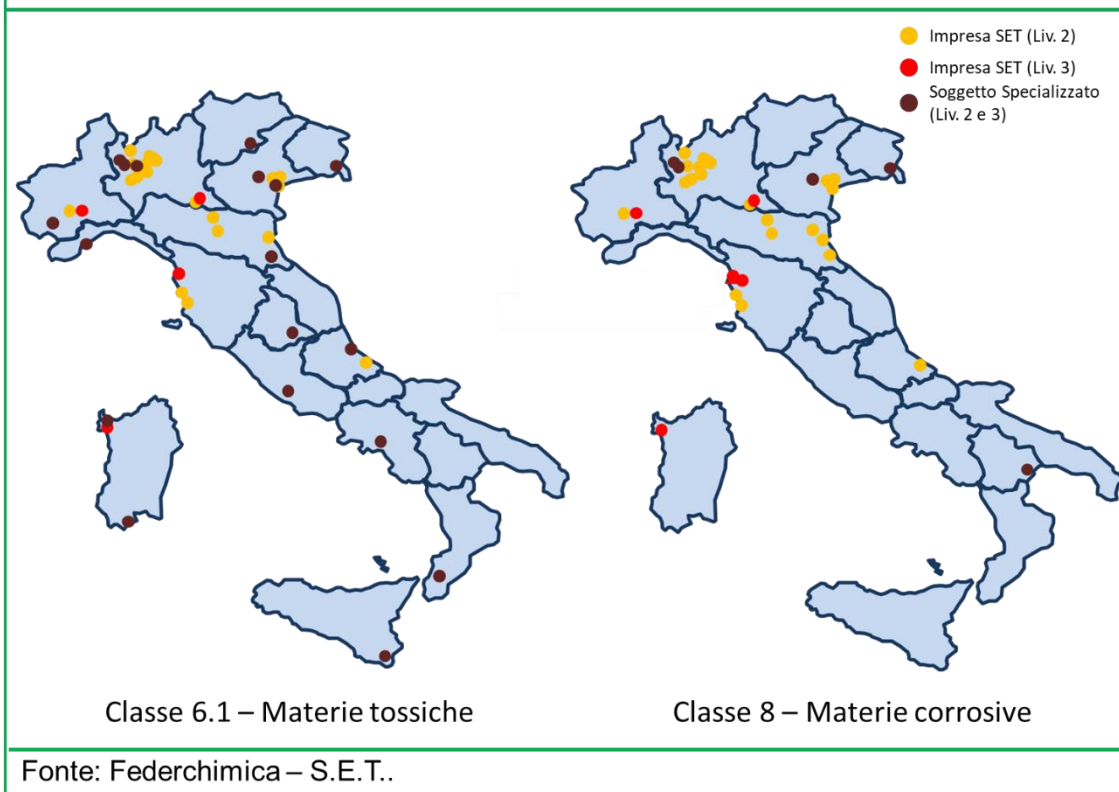 Impresa SET (Liv. 2)
Impresa SET (Liv. 3)
Soggetto Specializzato
(Liv. 2 e 3)
Classe 6.1 – Materie tossiche
Classe 8 – Materie corrosive
Fonte: Federchimica – S.E.T..